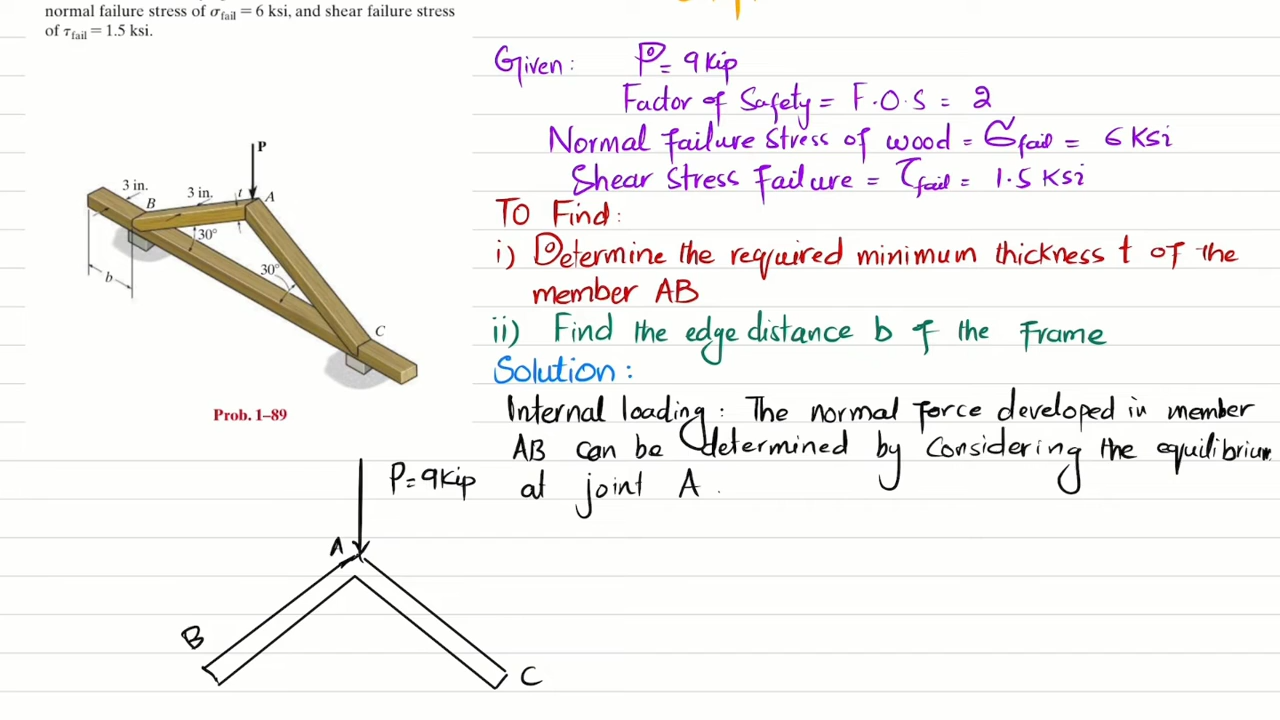 normal failure stress of σfail = 6 ksi, and shear failure stress
of τfail = 1.5 ksi.
Given: P = 9 Kip
Factor of Safety = F.O.S = 2
Normal failure stress of wood = σfail = 6 Ksi
Shear Stress Failure = τfail = 1.5 Ksi
TO Find:
i) Determine the required minimum thickness t of the
member AB
ii) Find the edge distance b of the Frame
Solution:
Internal loading: The normal force developed in member
AB can be determined by considering the equilibrium
at joint A.
P
3 in.
3 in.
t
A
B
30°
30°
b
C
Prob. 1–89
P=9Kip
A
B
C